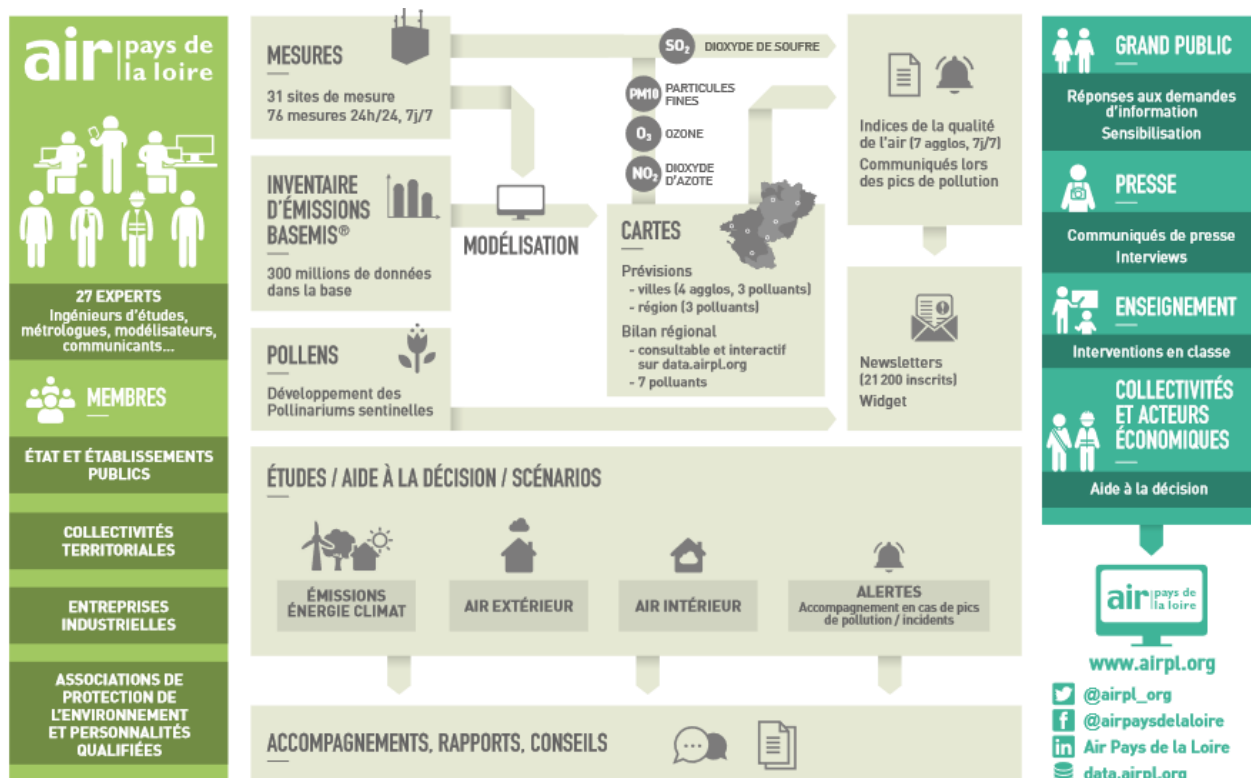 air pays de
la loire
27 EXPERTS
Ingénieurs d'études,
métrologues, modélisateurs,
communicants...
MEMBRES
ÉTAT ET ÉTABLISSEMENTS
PUBLICS
COLLECTIVITÉS
TERRITORIALES
ENTREPRISES
INDUSTRIELLES
ASSOCIATIONS DE
PROTECTION DE
L'ENVIRONNEMENT
ET PERSONNALITÉS
QUALIFIÉES
MESURES
31 sites de mesure
76 mesures 24h/24, 7j/7
INVENTAIRE
D'ÉMISSIONS
BASEMIS®
300 millions de données
dans la base
POLLENS
Développement des
Pollinariums sentinelles
MODÉLISATION
SO₂ DIOXYDE DE SOUFRE
PM10 PARTICULES
FINES
O₃ OZONE
NO₂ DIOXYDE
D'AZOTE
CARTES
Prévisions
- villes (4 agglos, 3 polluants)
- région (3 polluants)
Bilan régional
- consultable et interactif
sur data.airpl.org
- 7 polluants
Indices de la qualité
de l'air (7 agglos, 7j/7)
Communiqués lors
des pics de pollution
Newsletters
(21 200 inscrits)
Widget
ÉTUDES / AIDE À LA DÉCISION / SCÉNARIOS
ÉMISSIONS
ÉNERGIE CLIMAT
AIR EXTÉRIEUR
AIR INTÉRIEUR
ALERTES
Accompagnement en cas de pics
de pollution / incidents
ACCOMPAGNEMENTS, RAPPORTS, CONSEILS
GRAND PUBLIC
Réponses aux demandes
d'information
Sensibilisation
PRESSE
Communiqués de presse
Interviews
ENSEIGNEMENT
Interventions en classe
COLLECTIVITÉS
ET ACTEURS
ÉCONOMIQUES
Aide à la décision
air pays de
la loire
www.airpl.org
@airpl_org
@airpaysdelaloire
Air Pays de la Loire
data.airpl.org